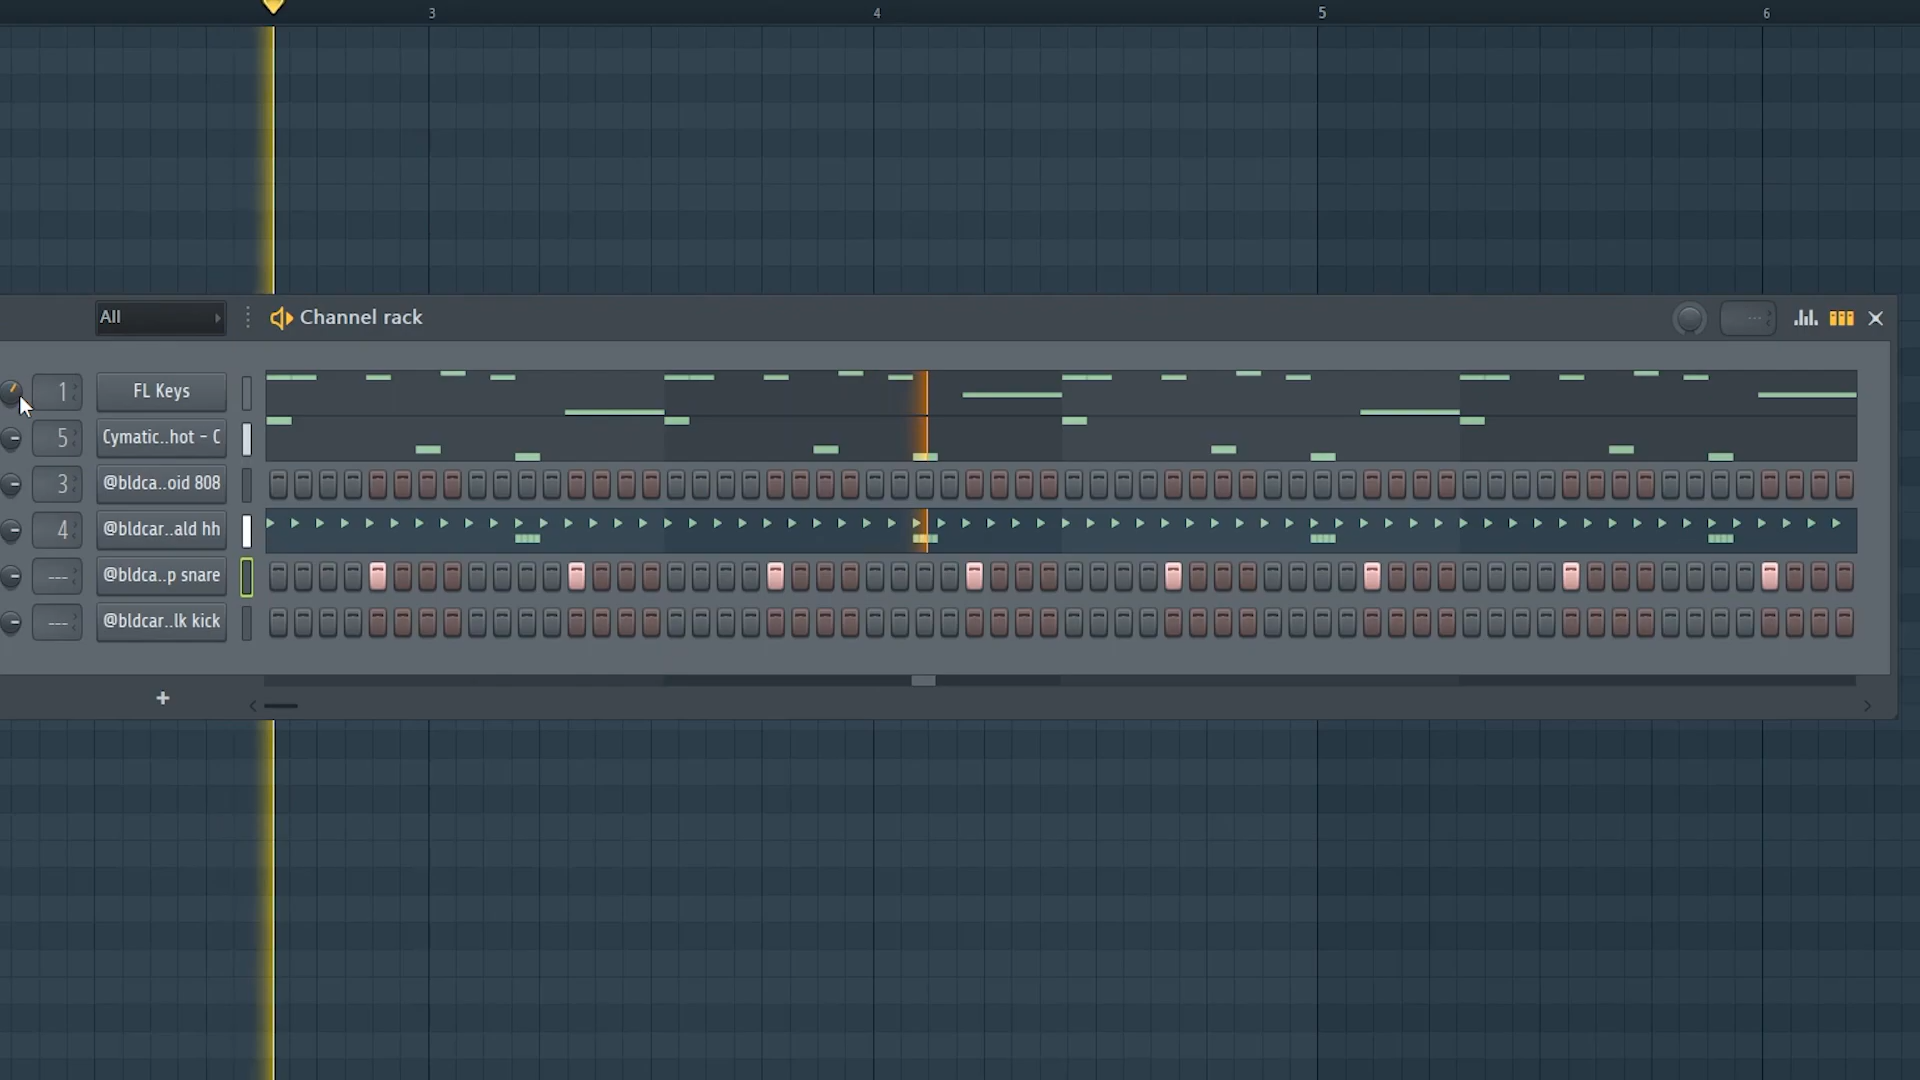 3 4 5 6
All Channel rack
1 FL Keys
5 Cymatic..hot - C
3 @bldca..oid 808
4 @bldcar..ald hh
--- @bldca..p snare
--- @bldcar..lk kick
+